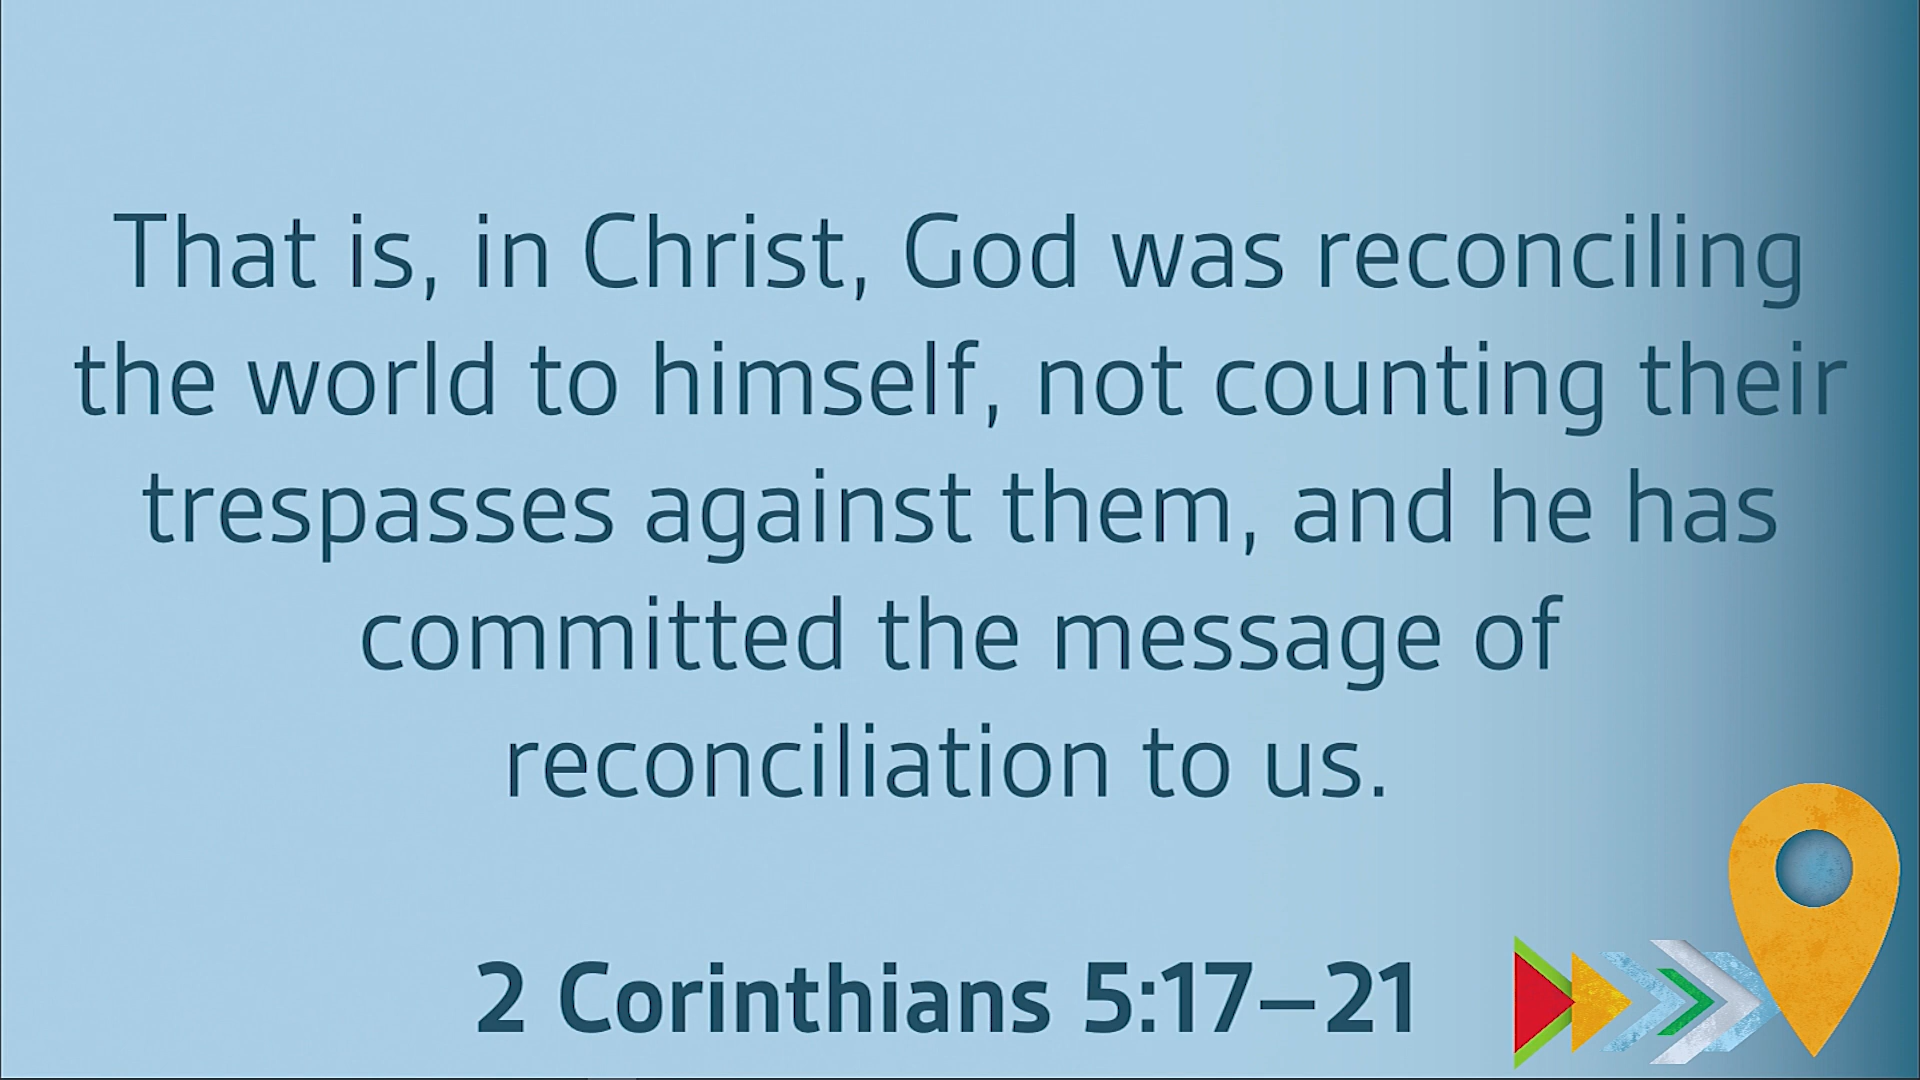 That is, in Christ, God was reconciling
the world to himself, not counting their
trespasses against them, and he has
committed the message of
reconciliation to us.
2 Corinthians 5:17–21